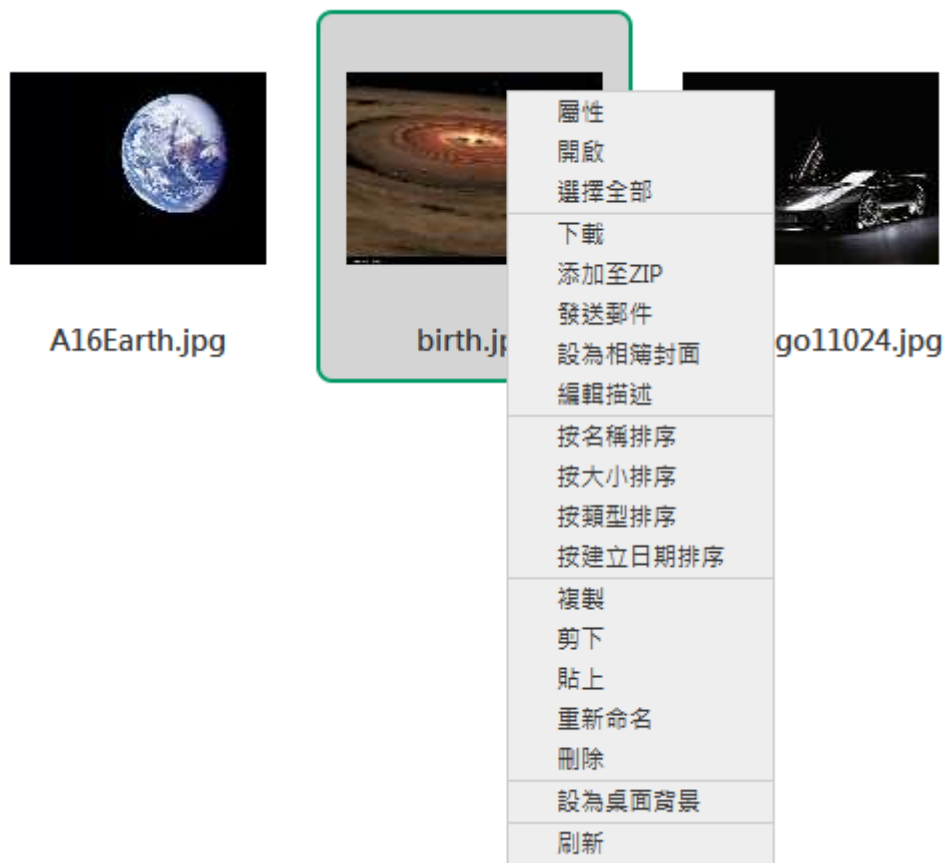 A16Earth.jpg
birth.jp
go11024.jpg
屬性
開啟
選擇全部
下載
添加至ZIP
發送郵件
設為相簿封面
編輯描述
按名稱排序
按大小排序
按類型排序
按建立日期排序
複製
剪下
貼上
重新命名
刪除
設為桌面背景
刷新